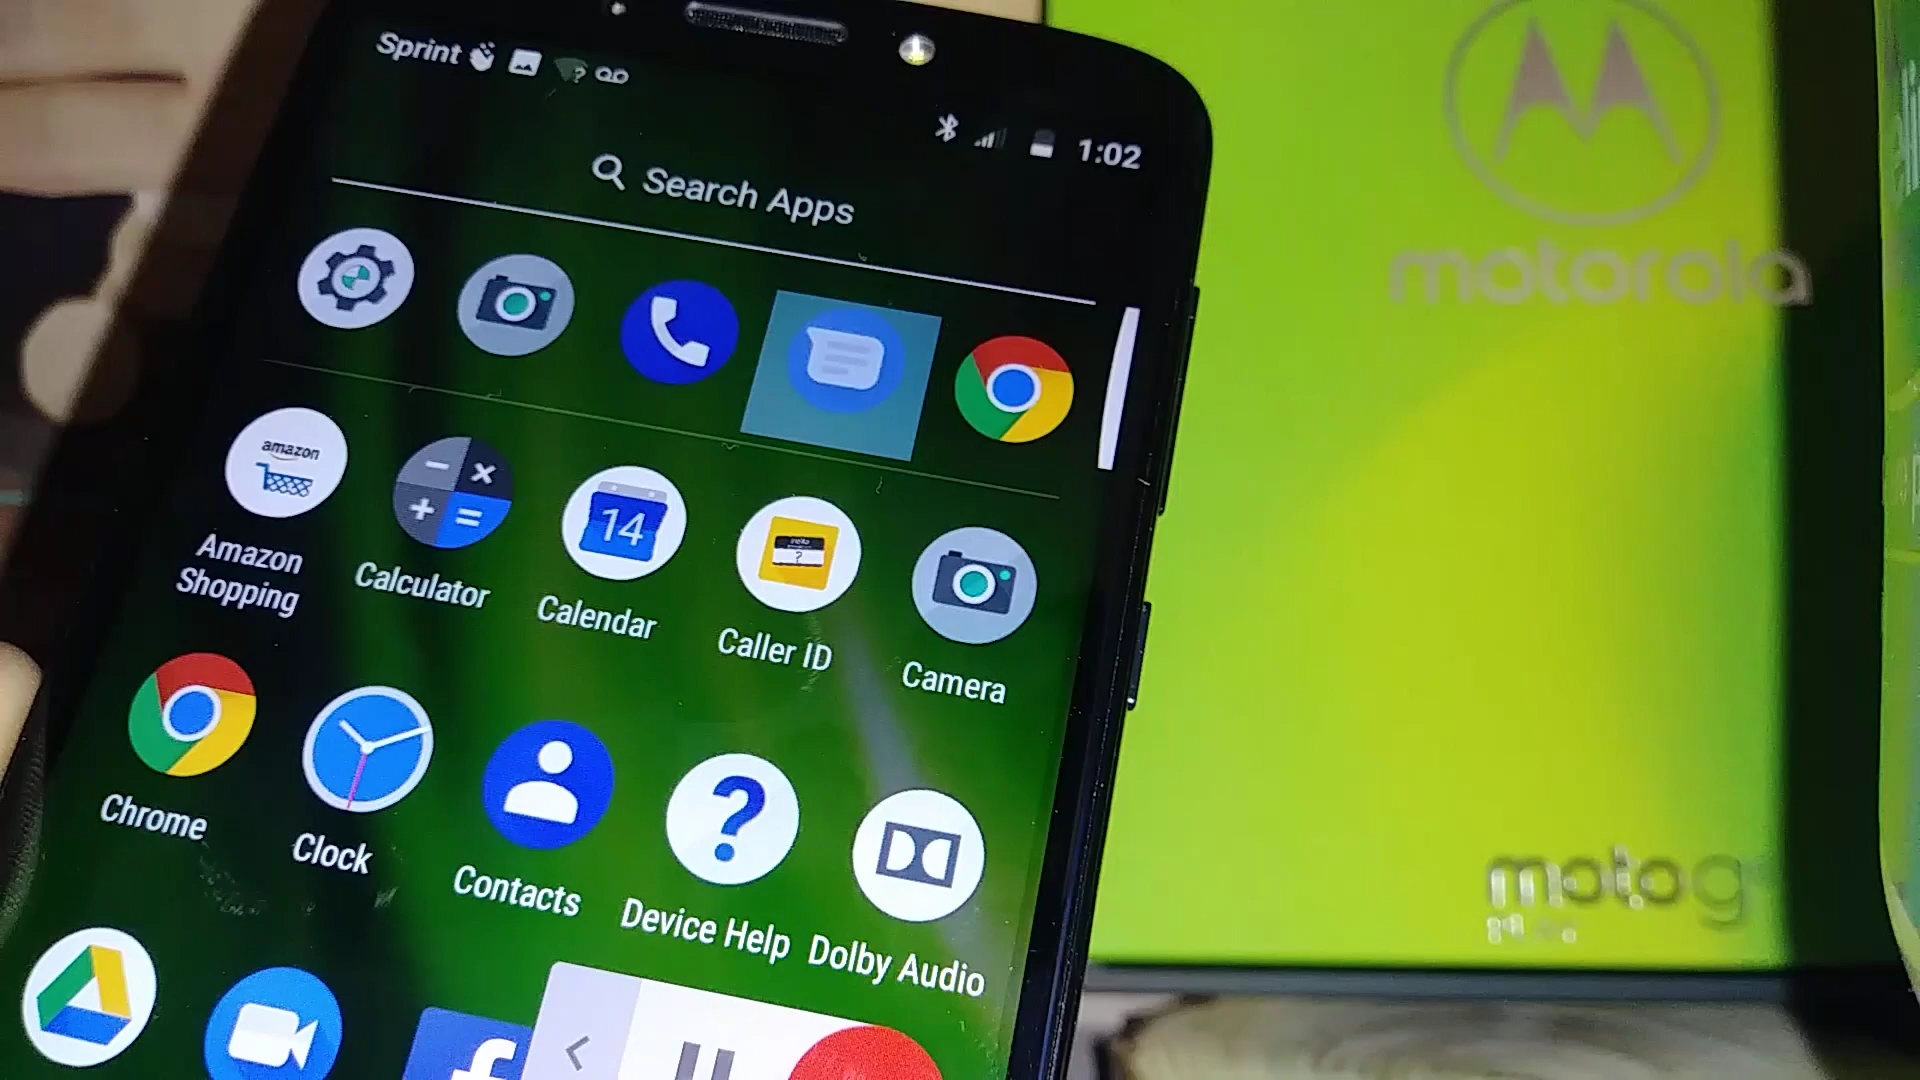 Sprint
1:02
Search Apps
amazon
14
Amazon
Shopping
Calculator
Calendar
Caller ID
Camera
Chrome
Clock
Contacts
Device Help
Dolby Audio
motorola
moto g